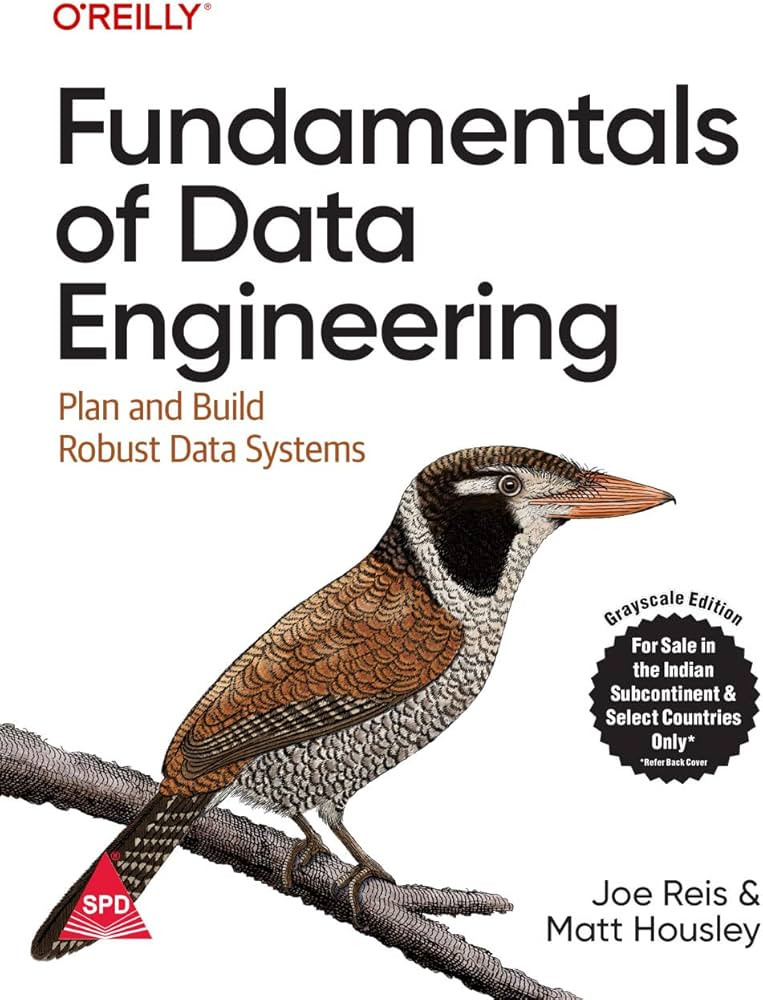 O'REILLY®
Fundamentals
of Data
Engineering
Plan and Build
Robust Data Systems
Grayscale Edition
For Sale in
the Indian
Subcontinent &
Select Countries
Only*
*Refer Back Cover
®
SPD
Joe Reis &
Matt Housley